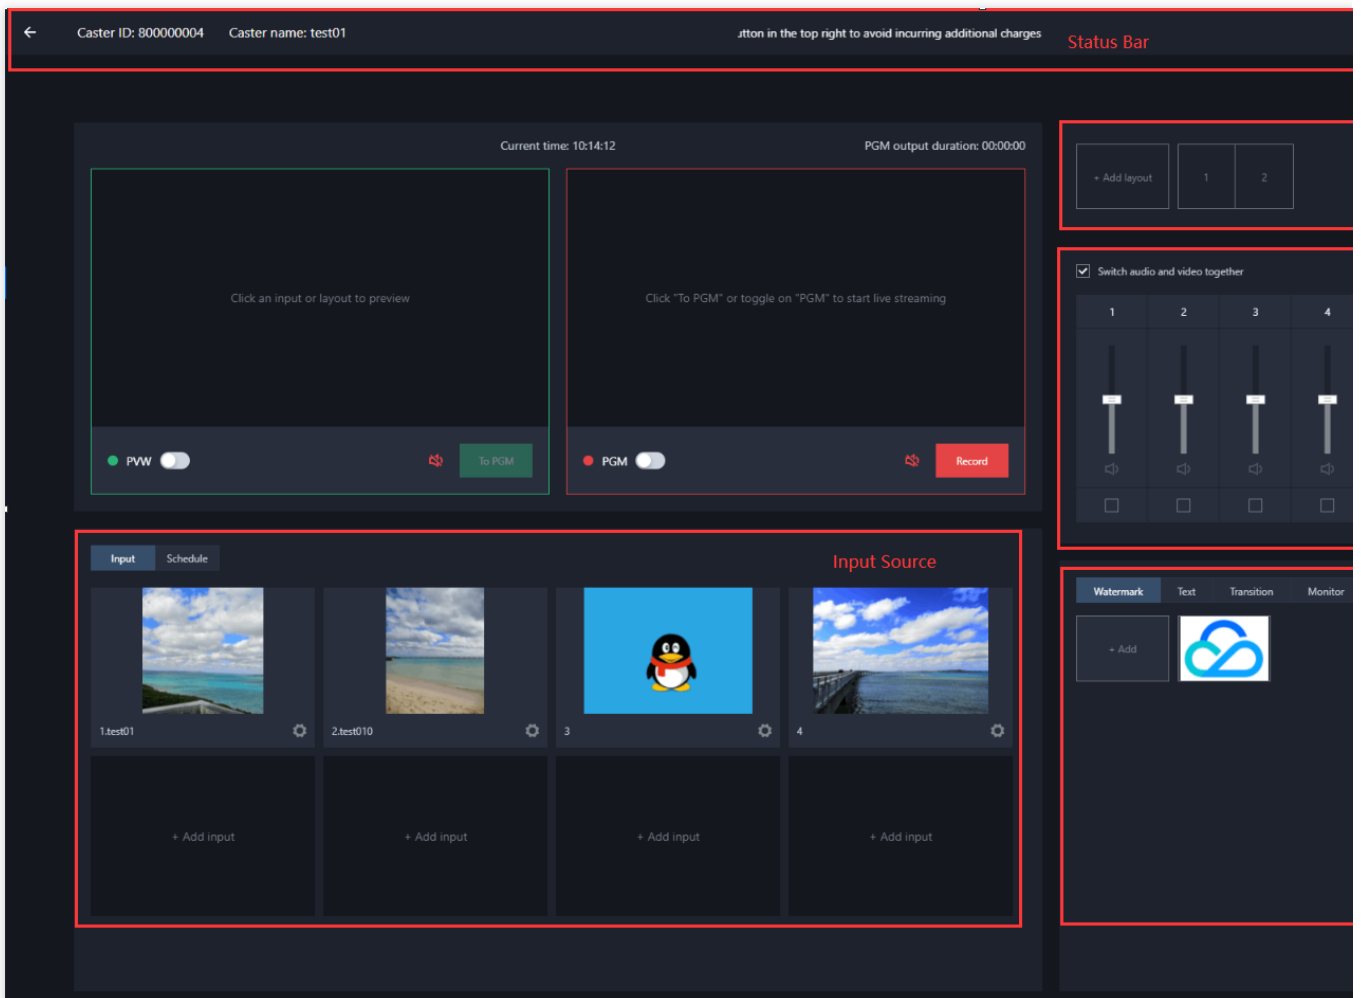 Caster ID: 800000004 Caster name: test01
in the top right to avoid incurring additional charges
Status Bar
Current time: 10:14:12
PGM output duration: 00:00:00
Click an input or layout to preview
Click "To PGM" or toggle on "PGM" to start live streaming
PVW
To PGM
PGM
Record
+ Add layout
1
2
Switch audio and video together
1 2 3 4
Input
Schedule
Input Source
1.test01
2.test010
3
4
+ Add input
+ Add input
+ Add input
+ Add input
Watermark
Text
Transition
Monitor
+ Add